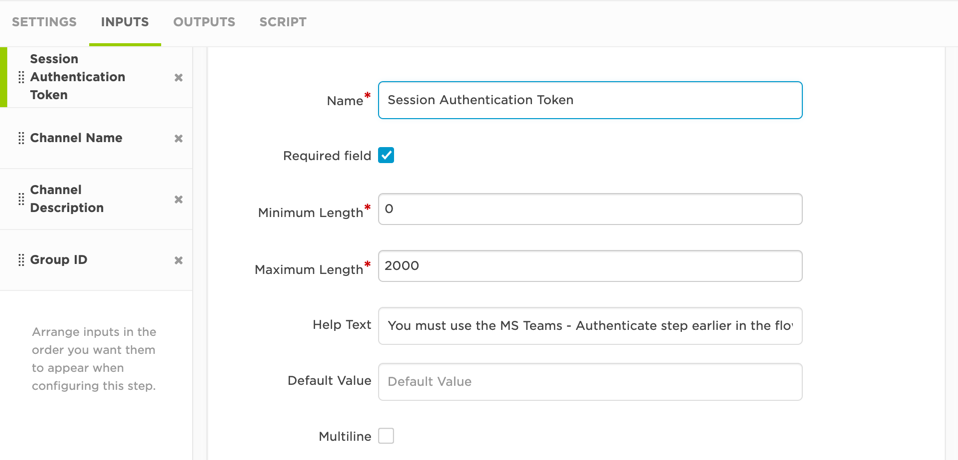 SETTINGS INPUTS OUTPUTS SCRIPT
Session
Authentication
Token
Channel Name
Channel
Description
Group ID
Arrange inputs in the
order you want them
to appear when
configuring this step.
Name* Session Authentication Token
Required field
Minimum Length* 0
Maximum Length* 2000
Help Text You must use the MS Teams - Authenticate step earlier in the
Default Value Default Value
Multiline